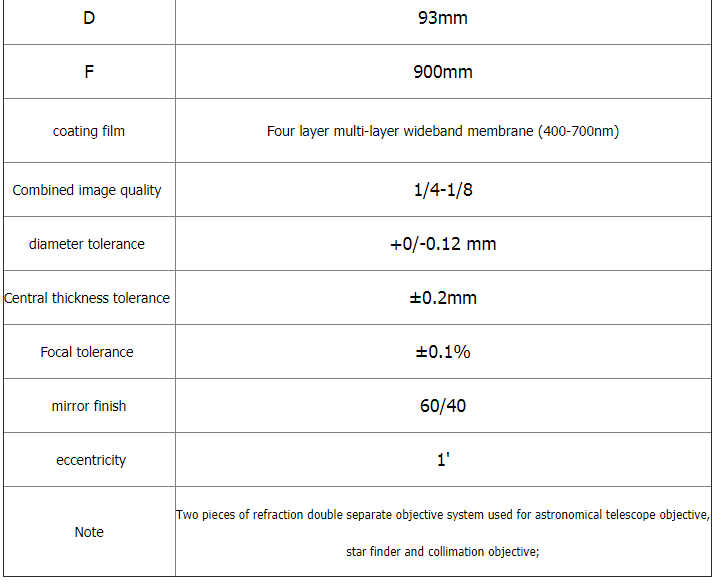 D 93mm
F 900mm
coating film Four layer multi-layer wideband membrane (400-700nm)
Combined image quality 1/4-1/8
diameter tolerance +0/-0.12 mm
Central thickness tolerance ±0.2mm
Focal tolerance ±0.1%
mirror finish 60/40
eccentricity 1'
Note Two pieces of refraction double separate objective system used for astronomical telescope objective,
star finder and collimation objective;